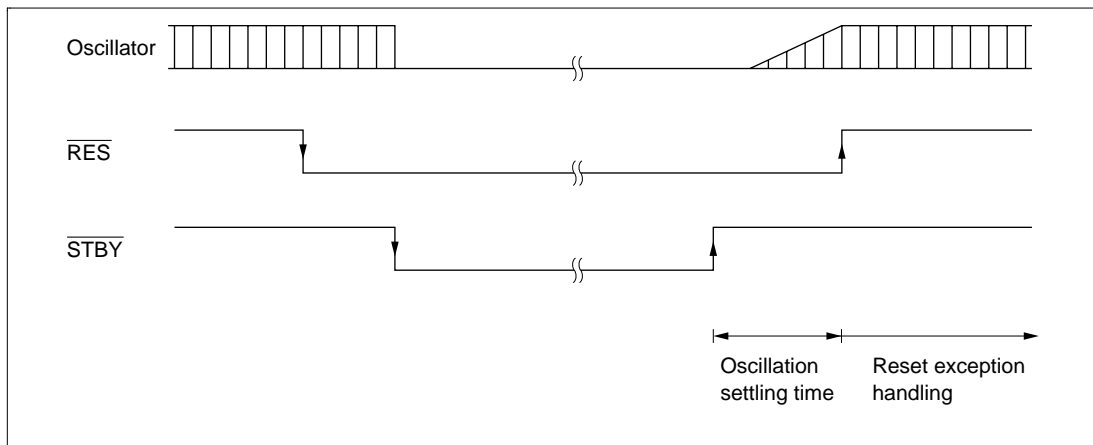 Oscillator
RES
STBY
Oscillation
settling time
Reset exception
handling